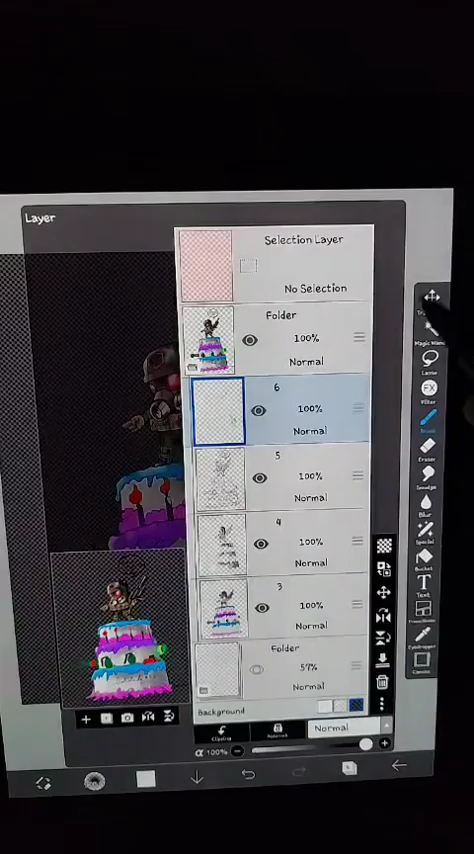 Layer
Selection Layer
No Selection
Folder
100%
Normal
6
100%
Normal
5
100%
Normal
4
100%
Normal
3
100%
Normal
Folder
57%
Normal
Background
Clipping
Normal
α 100%
Magic Wand
Lasso
FX
Filter
Brush
Eraser
Smudge
Blur
Special
Bucket
T
Text
Eyedropper
Canvas